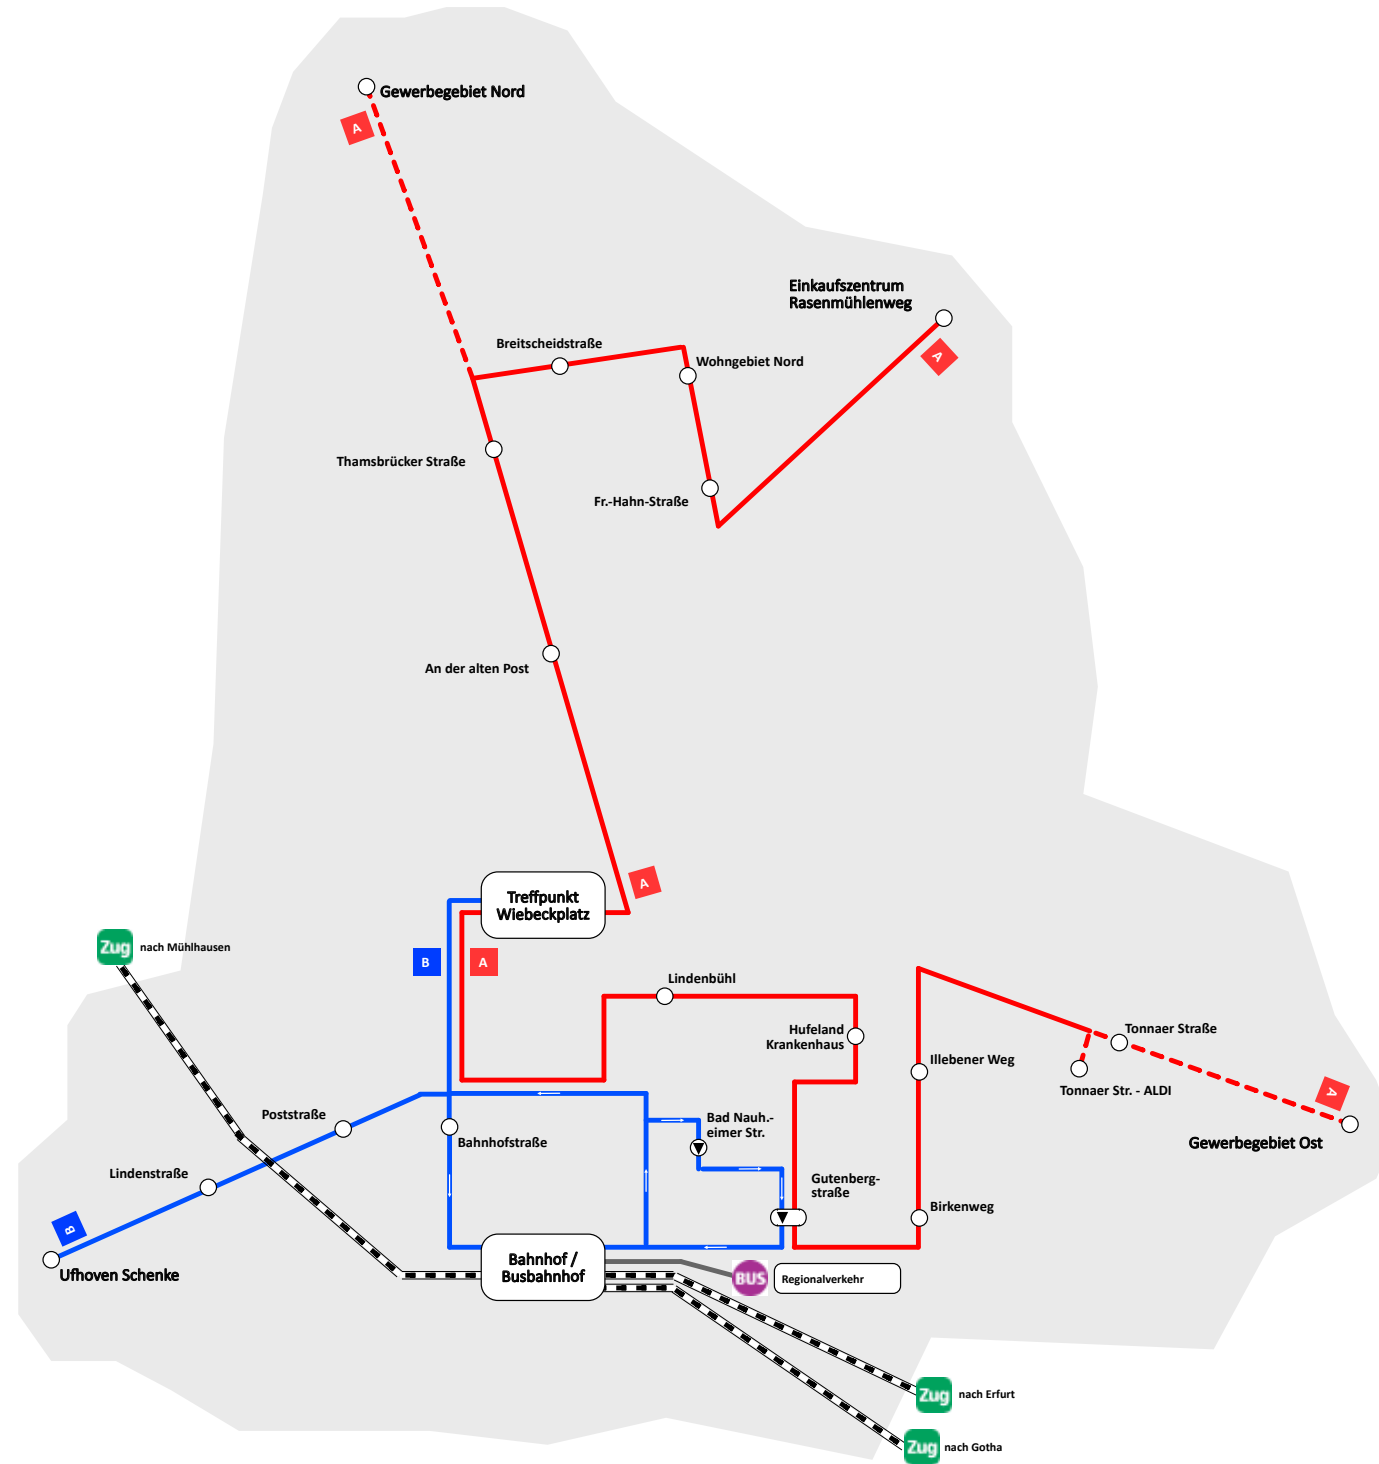 Gewerbegebiet Nord
A
Einkaufszentrum
Rasenmühlenweg
A
Breitscheidstraße
Wohngebiet Nord
Thamsbrücker Straße
Fr.-Hahn-Straße
An der alten Post
A
Treffpunkt
Wiebeckplatz
B
A
Zug
nach Mühlhausen
Lindenbühl
Hufeland
Krankenhaus
Tonnaer Straße
Illebener Weg
Tonnaer Str. - ALDI
A
Poststraße
Bad Nauh.-
eimer Str.
Bahnhofstraße
Gewerbegebiet Ost
Lindenstraße
Gutenberg-
straße
Birkenweg
B
Ufhoven Schenke
Bahnhof /
Busbahnhof
BUS
Regionalverkehr
Zug
nach Erfurt
Zug
nach Gotha